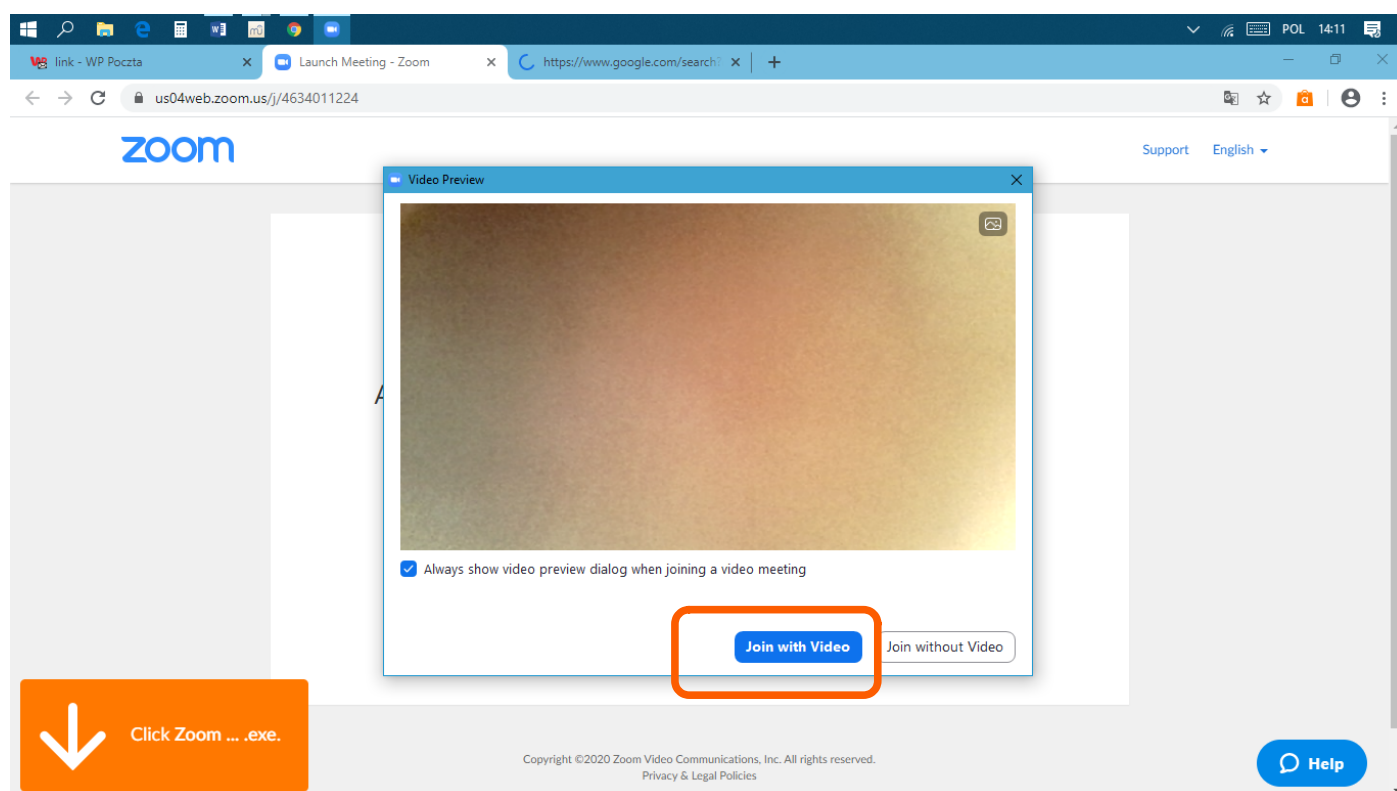 POL 14:11
link - WP Poczta
Launch Meeting - Zoom
https://www.google.com/search?
us04web.zoom.us/j/4634011224
zoom
Support English
Video Preview
A
Always show video preview dialog when joining a video meeting
Join with Video
Join without Video
Click Zoom ... .exe.
Copyright ©2020 Zoom Video Communications, Inc. All rights reserved.
Privacy & Legal Policies
Help